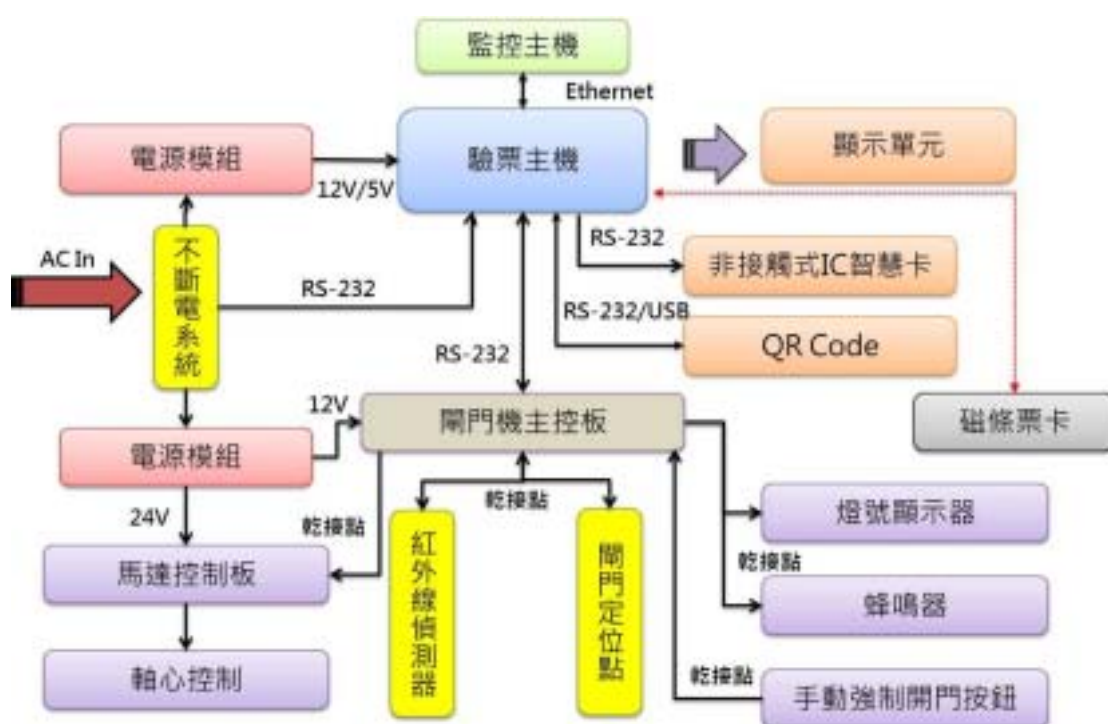 監控主機
Ethernet
電源模組
驗票主機
顯示單元
12V/5V
AC In
不斷電系統
RS-232
RS-232
非接觸式IC智慧卡
RS-232/USB
QR Code
RS-232
12V
閘門機主控板
磁條票卡
電源模組
24V
乾接點
乾接點
紅外線偵測器
閘門定位點
燈號顯示器
乾接點
馬達控制板
蜂鳴器
軸心控制
乾接點
手動強制開門按鈕